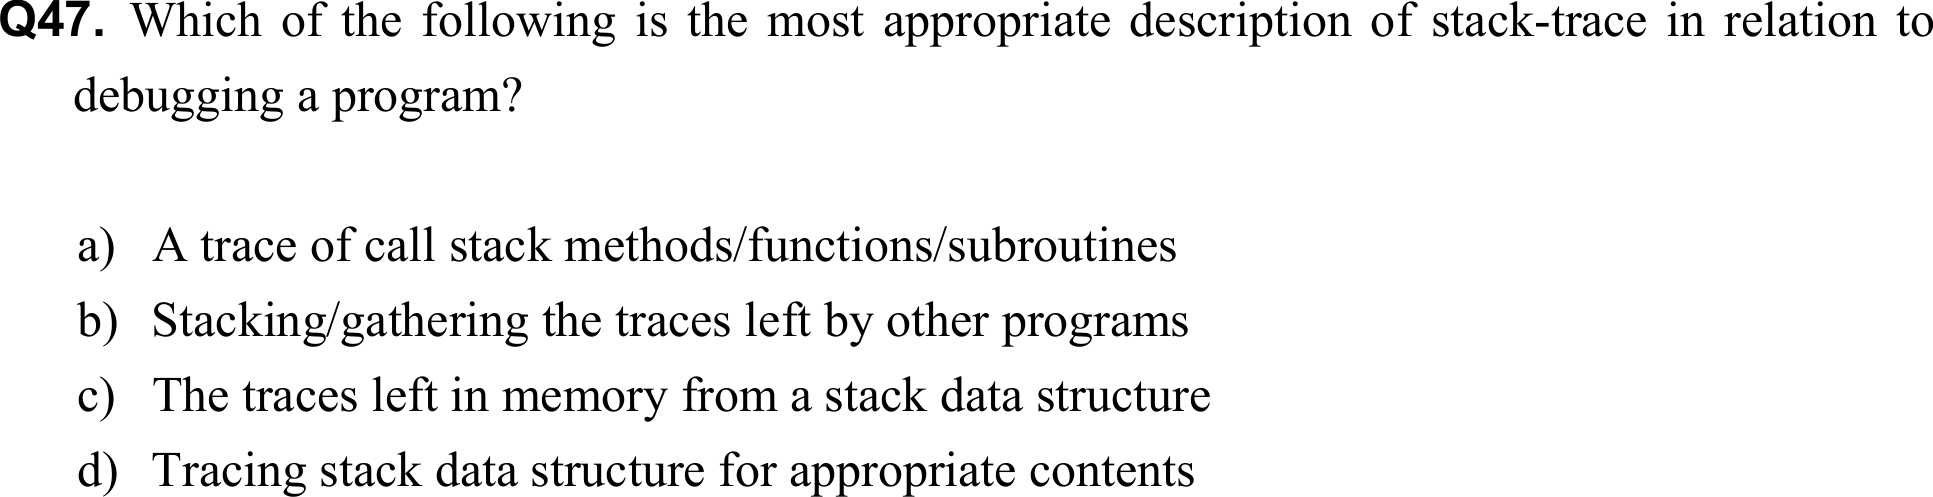 Q47. Which of the following is the most appropriate description of stack-trace in relation to
debugging a program?
a) A trace of call stack methods/functions/subroutines
b) Stacking/gathering the traces left by other programs
c) The traces left in memory from a stack data structure
d) Tracing stack data structure for appropriate contents